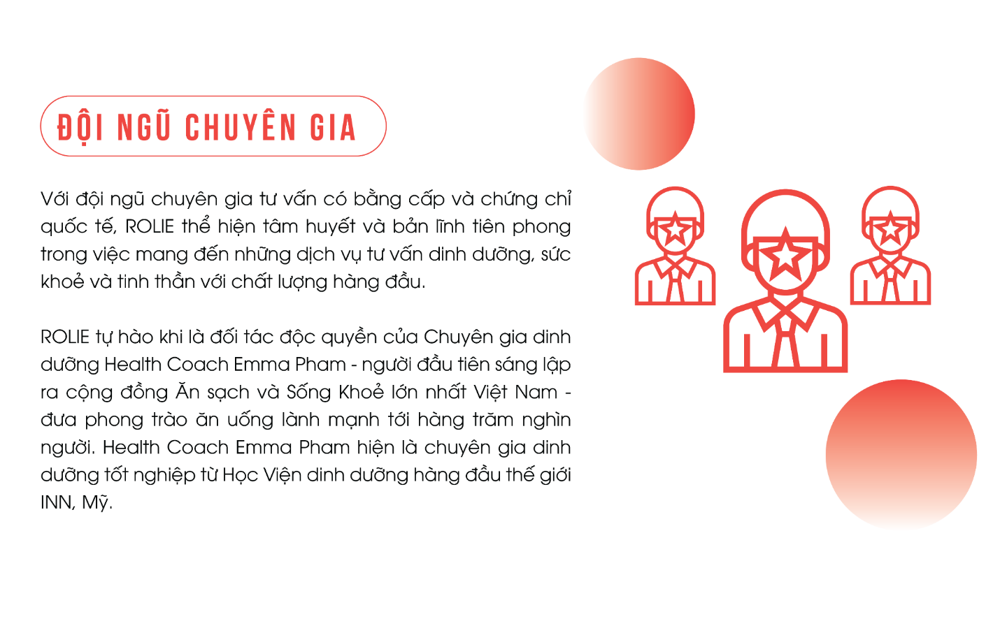 ĐỘI NGŨ CHUYÊN GIA
Với đội ngũ chuyên gia tư vấn có bằng cấp và chứng chỉ
quốc tế, ROLIE thể hiện tâm huyết và bản lĩnh tiên phong
trong việc mang đến những dịch vụ tư vấn dinh dưỡng, sức
khoẻ và tinh thần với chất lượng hàng đầu.
ROLIE tự hào khi là đối tác độc quyền của Chuyên gia dinh
dưỡng Health Coach Emma Pham - người đầu tiên sáng lập
ra cộng đồng Ăn sạch và Sống Khoẻ lớn nhất Việt Nam -
đưa phong trào ăn uống lành mạnh tới hàng trăm nghìn
người. Health Coach Emma Pham hiện là chuyên gia dinh
dưỡng tốt nghiệp từ Học Viện dinh dưỡng hàng đầu thế giới
INN, Mỹ.